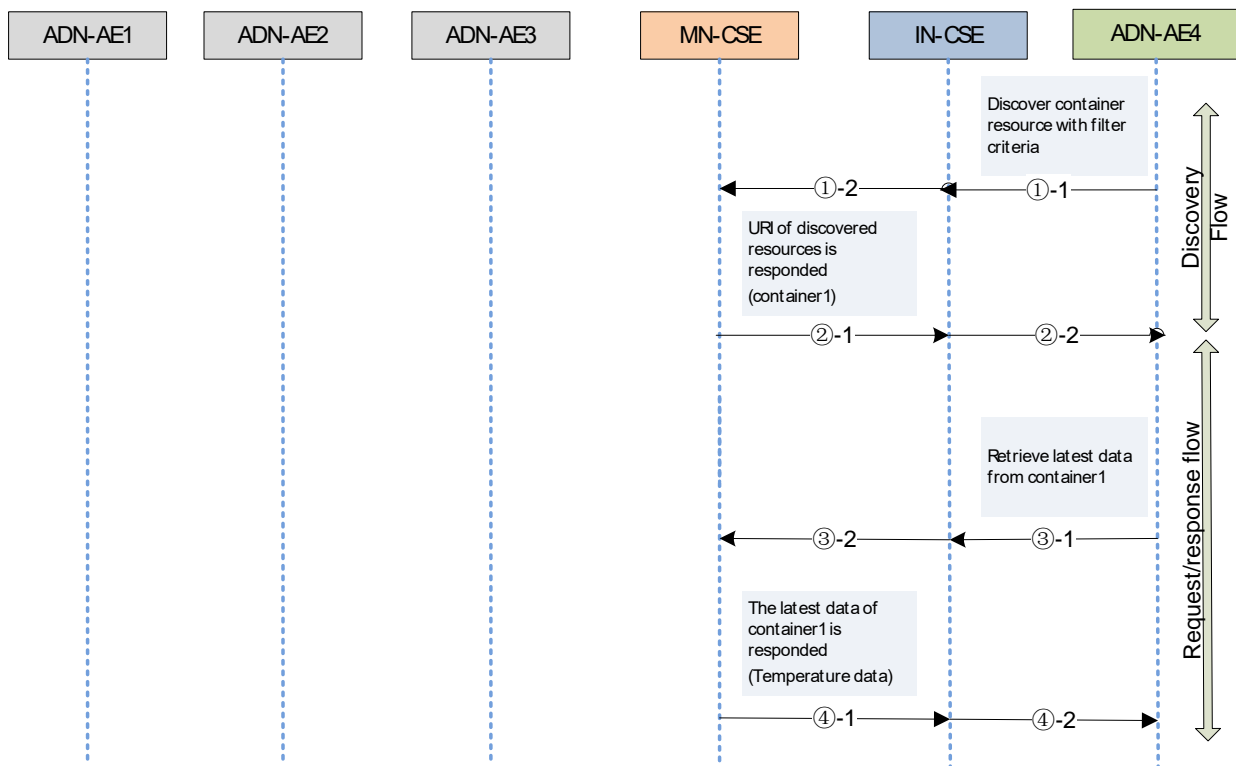 ADN-AE1
ADN-AE2
ADN-AE3
MN-CSE
IN-CSE
ADN-AE4
Discover container
resource with filter
criteria
①-2
①-1
URI of discovered
resources is
responded
(container1)
②-1
②-2
Discovery
Flow
Retrieve latest data
from container1
③-2
③-1
The latest data of
container1 is
responded
(Temperature data)
④-1
④-2
Request/response flow